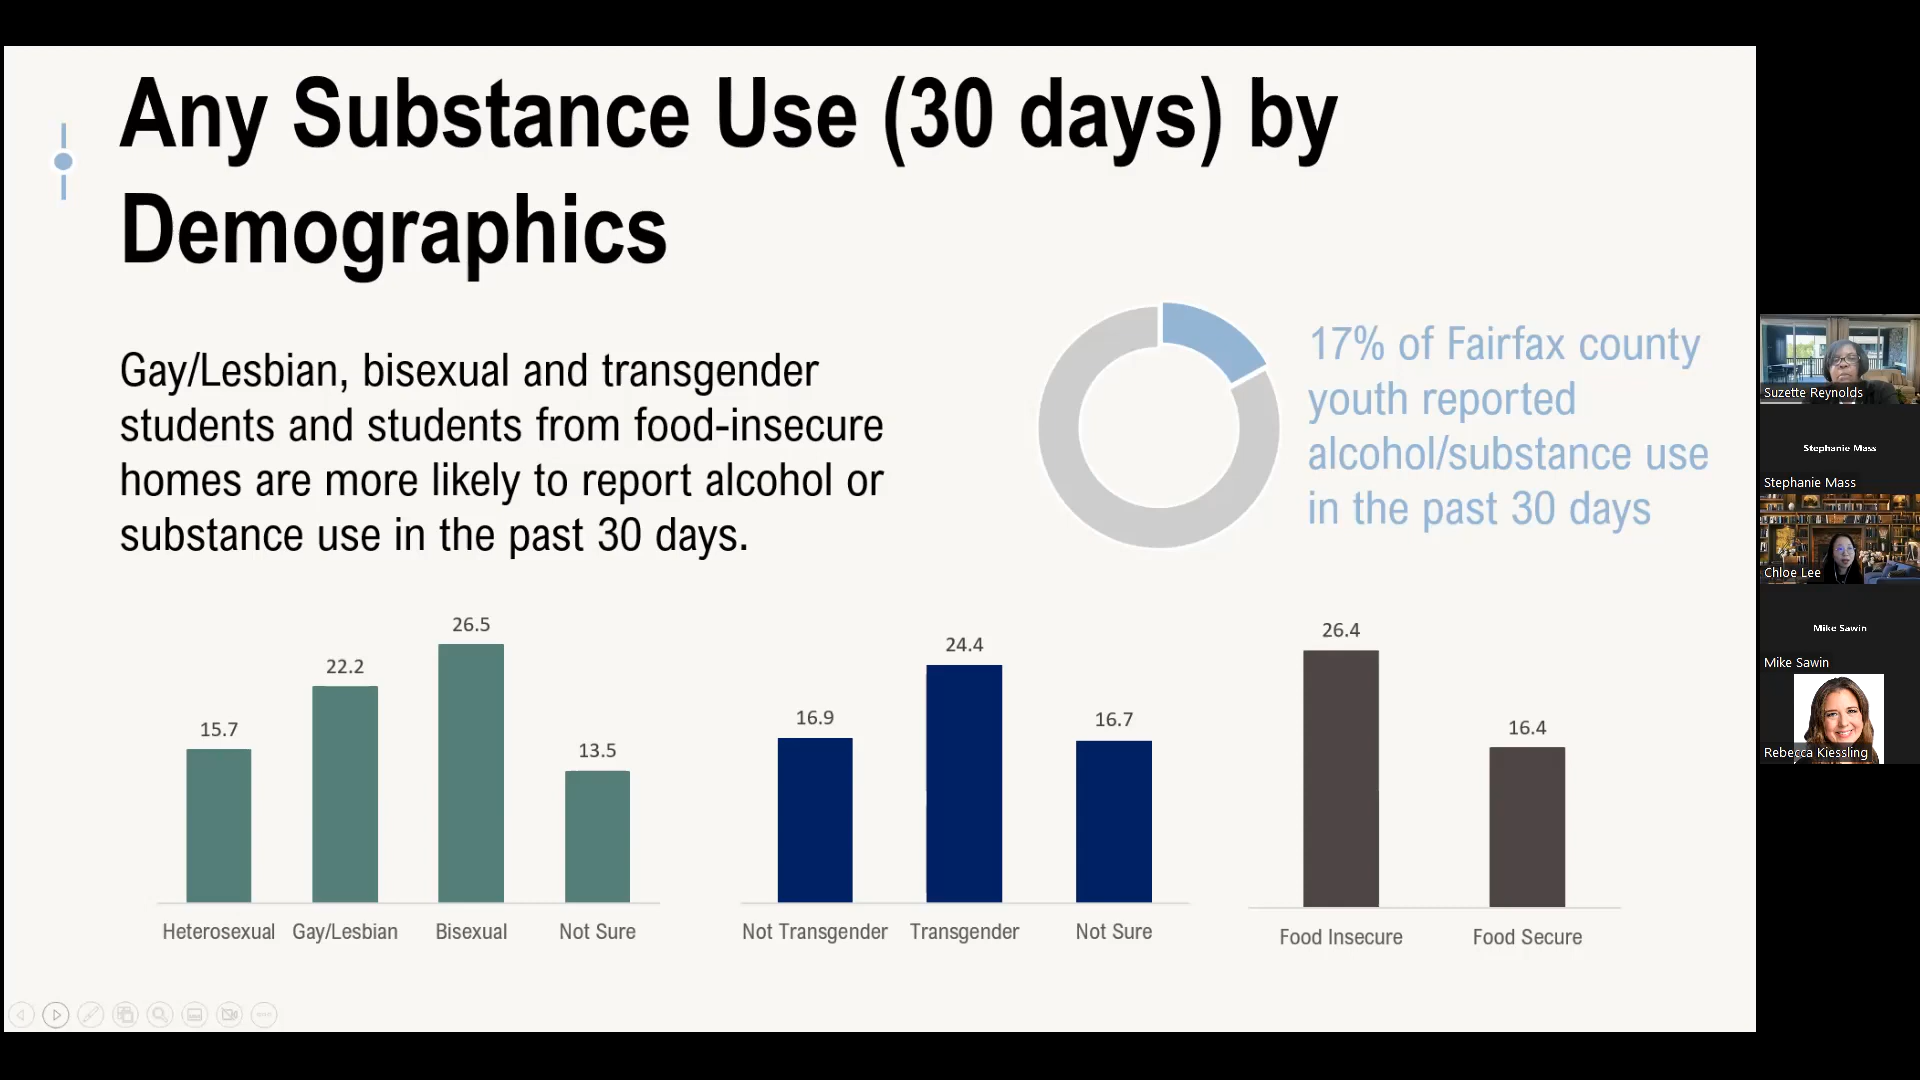 Any Substance Use (30 days) by
Demographics
Gay/Lesbian, bisexual and transgender
students and students from food-insecure
homes are more likely to report alcohol or
substance use in the past 30 days.
17% of Fairfax county
youth reported
alcohol/substance use
in the past 30 days
15.7
22.2
26.5
13.5
Heterosexual
Gay/Lesbian
Bisexual
Not Sure
16.9
24.4
16.7
Not Transgender
Transgender
Not Sure
26.4
16.4
Food Insecure
Food Secure
Suzette Reynolds
Stephanie Mass
Stephanie Mass
Chloe Lee
Mike Sawin
Mike Sawin
Rebecca Kiessling